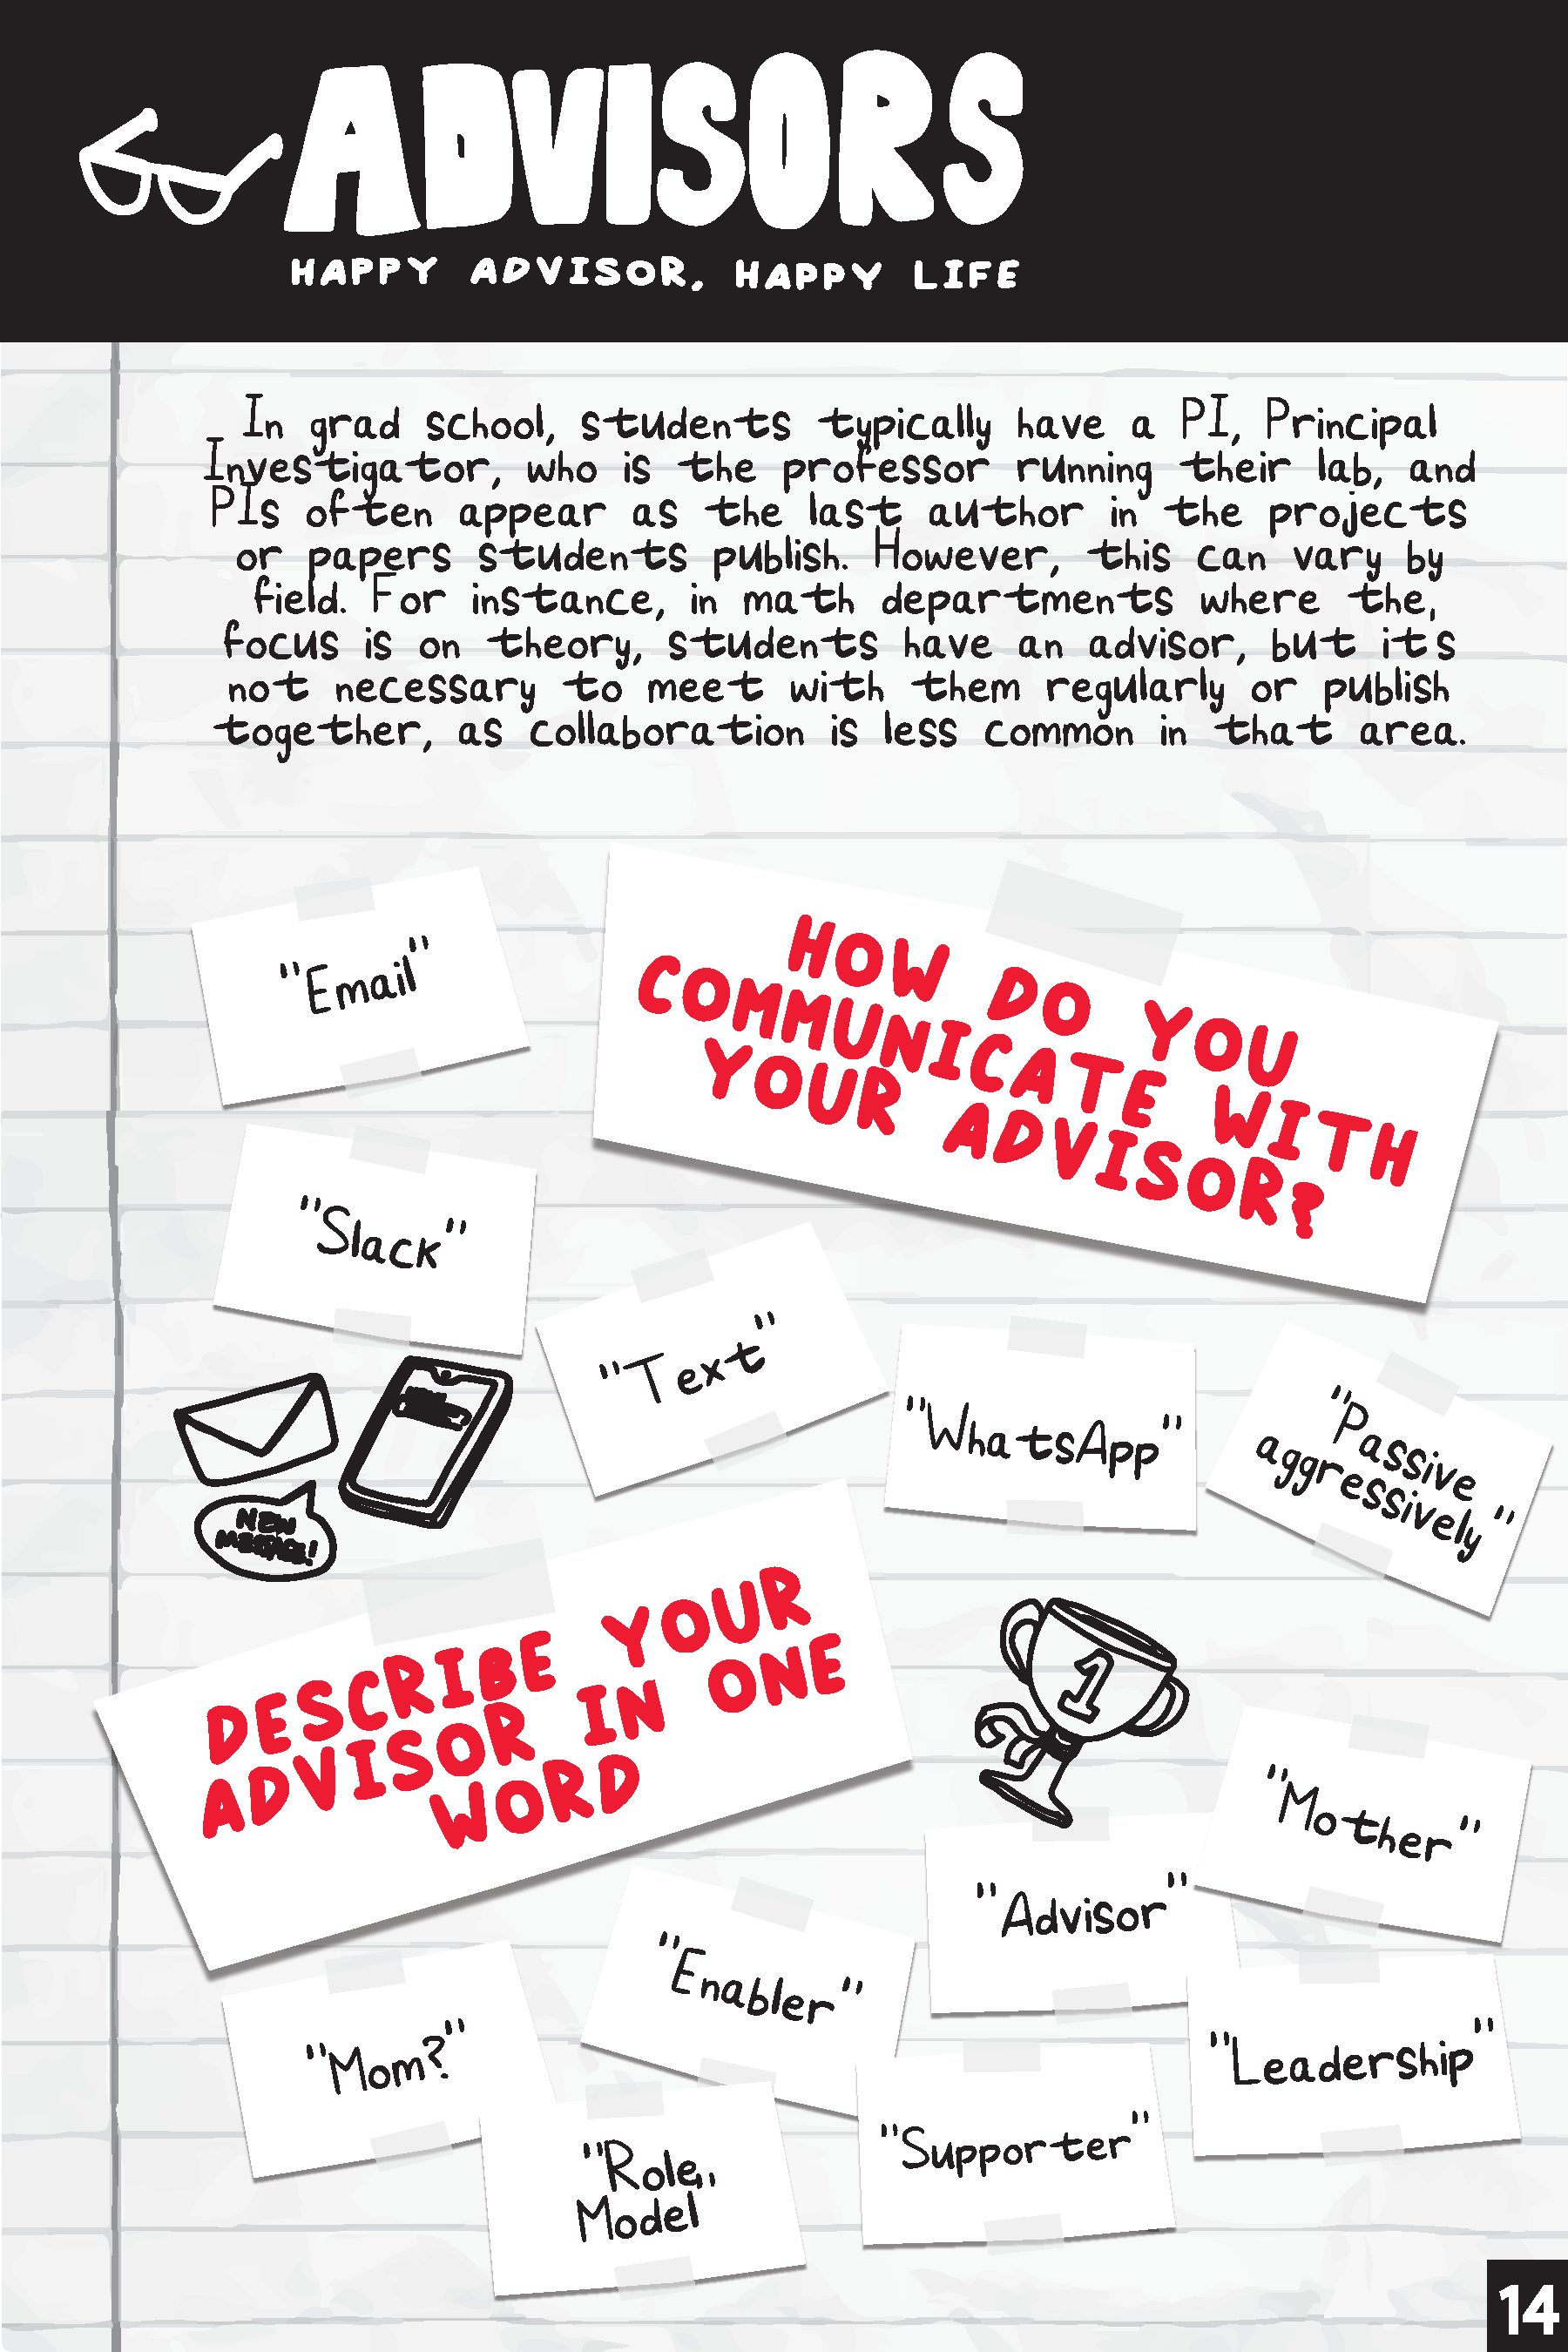 ADVISORS
HAPPY ADVISOR, HAPPY LIFE
In grad school, students typically have a PI, Principal
Investigator, who is the professor running their lab, and
PIs often appear as the last author in the projects
or papers students publish. However, this can vary by
field. For instance, in math departments where the
focus is on theory, students have an advisor, but it's
not necessary to meet with them regularly or publish
together, as collaboration is less common in that area.
"Email"
HOW DO YOU
COMMUNICATE WITH
YOUR ADVISOR?
"Slack"
"Text"
"WhatsApp"
"Passive
aggressively"
NEW
MESSAGE!
DESCRIBE YOUR
ADVISOR IN ONE
WORD
1
"Mother"
"Advisor"
"Enabler"
"Mom?"
"Leadership"
"Supporter"
"Role
Model"
14